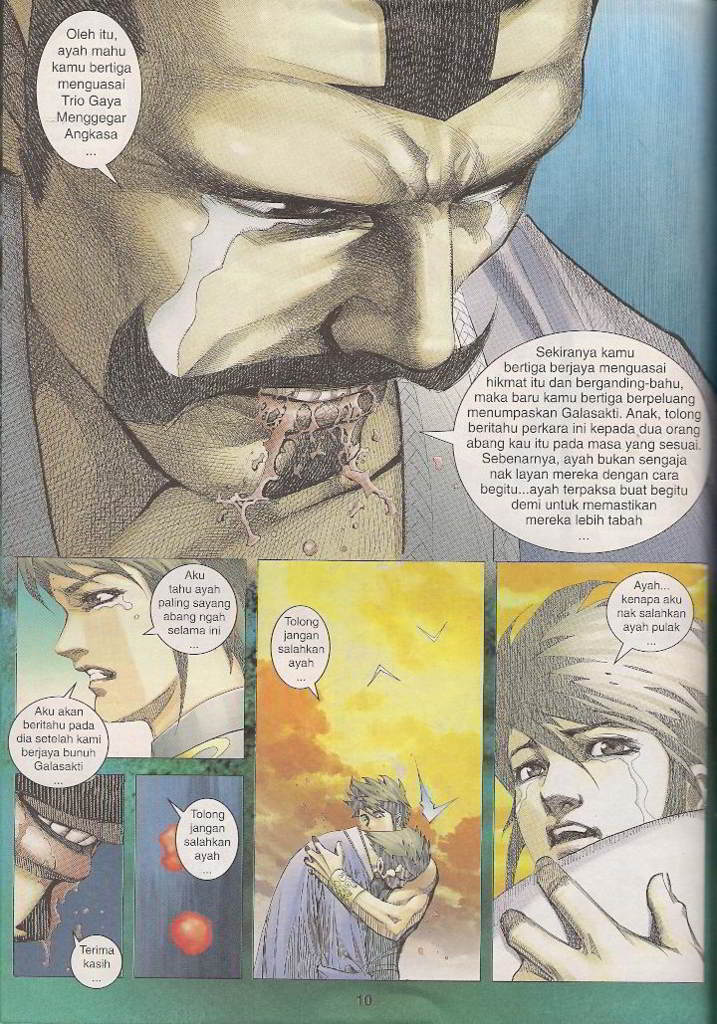 Oleh itu,
ayah mahu
kamu bertiga
menguasai
Trio Gaya
Menggegar
Angkasa
...
Sekiranya kamu
bertiga berjaya menguasai
hikmat itu dan berganding-bahu,
maka baru kamu bertiga berpeluang
menumpaskan Galasakti. Anak, tolong
beritahu perkara ini kepada dua orang
abang kau itu pada masa yang sesuai.
Sebenarnya, ayah bukan sengaja
nak layan mereka dengan cara
begitu...ayah terpaksa buat begitu
demi untuk memastikan
mereka lebih tabah
...
Aku
tahu ayah
paling sayang
abang ngah
selama ini
...
Aku akan
beritahu pada
dia setelah kami
berjaya bunuh
Galasakti
...
Terima
kasih
...
Tolong
jangan
salahkan
ayah
...
Tolong
jangan
salahkan
ayah
...
Ayah...
kenapa aku
nak salahkan
ayah pulak
...
10